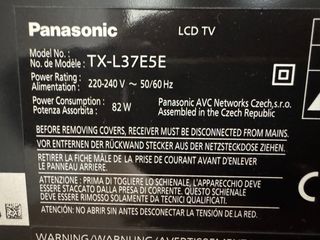 Panasonic LCD TV
Model No. :
No. de Modèle : TX-L37E5E
Power Rating :
Alimentation : 220-240 V ~ 50/60 Hz
Power Consumption :
Potenza Assorbita : 82 W
Panasonic AVC Networks Czech,s.r.o.
Assembled in the Czech Republic
BEFORE REMOVING COVERS, RECEIVER MUST BE DISCONNECTED FROM MAINS.
VOR ENTFERNEN DER RÜCKWAND STECKER AUS DER NETZSTECKDOSE ZIEHEN.
RETIRER LA FICHE MÂLE DE LA PRISE DE COURANT AVANT D'ENLEVER
LE PANNEAU ARRIERE.
ATTENZIONE : PRIMA DI TOGLIERE LO SCHIENALE, L'APPARECCHIO DEVE
ESSERE STACCATO DALLA PRESA DI CORRENTE. QUANDO LO SCHIENALE
DEVE ESSERE RIMOSSO SOLAMENTE DA TECNICI QUALIFICATI.
ATENCIÓN : NO ABRIR SIN ANTES DESCONECTAR LA CLAVIJA DE LA RED.
WARNING/WARNUNG/AVERTISSEMENT